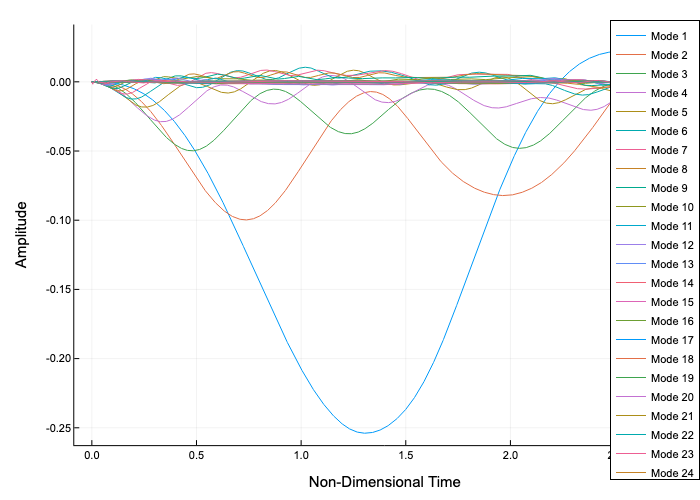 0.00
-0.05
-0.10
-0.15
-0.20
-0.25
Amplitude
0.0
0.5
1.0
1.5
2.0
Non-Dimensional Time
Mode 1
Mode 2
Mode 3
Mode 4
Mode 5
Mode 6
Mode 7
Mode 8
Mode 9
Mode 10
Mode 11
Mode 12
Mode 13
Mode 14
Mode 15
Mode 16
Mode 17
Mode 18
Mode 19
Mode 20
Mode 21
Mode 22
Mode 23
Mode 24